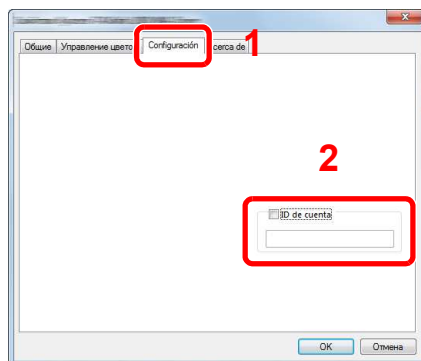 Общие Управление цвето Configuración cerca de
1
2
ID de cuenta
OK Отмена